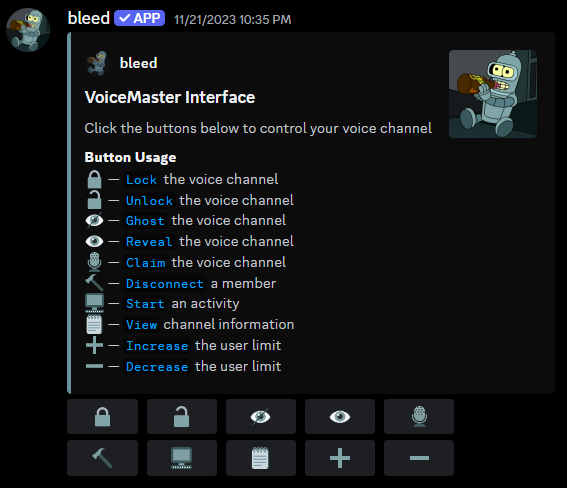 bleed APP 11/21/2023 10:35 PM
bleed
VoiceMaster Interface
Click the buttons below to control your voice channel
Button Usage
— Lock the voice channel
— Unlock the voice channel
— Ghost the voice channel
— Reveal the voice channel
— Claim the voice channel
— Disconnect a member
— Start an activity
— View channel information
— Increase the user limit
— Decrease the user limit